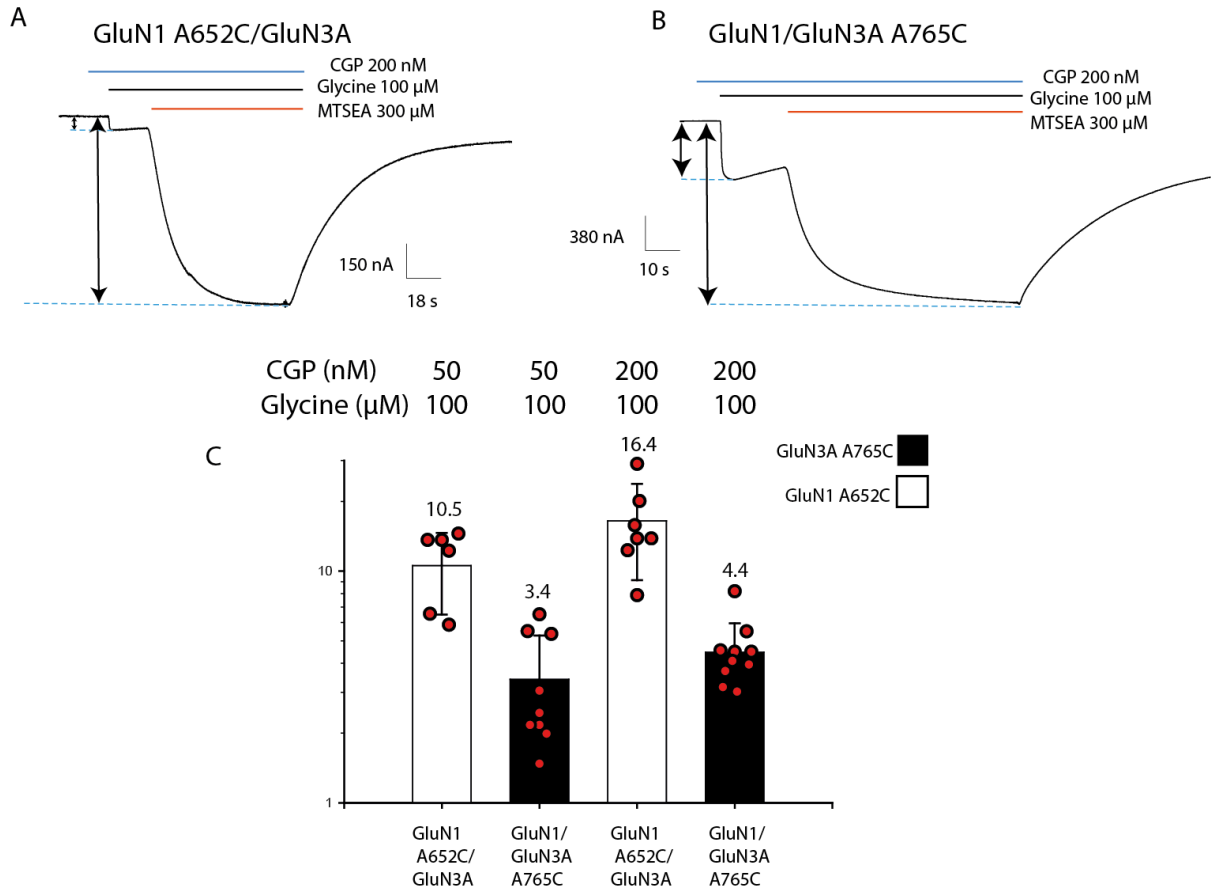 A
GluN1 A652C/GluN3A
CGP 200 nM
Glycine 100 µM
MTSEA 300 µM
150 nA
18 s
B
GluN1/GluN3A A765C
CGP 200 nM
Glycine 100 µM
MTSEA 300 µM
380 nA
10 s
CGP (nM) 50 50 200 200
Glycine (µM) 100 100 100 100
C
GluN3A A765C
GluN1 A652C
10.5
3.4
16.4
4.4
10
1
GluN1
A652C/
GluN3A
GluN1/
GluN3A
A765C
GluN1
A652C/
GluN3A
GluN1/
GluN3A
A765C